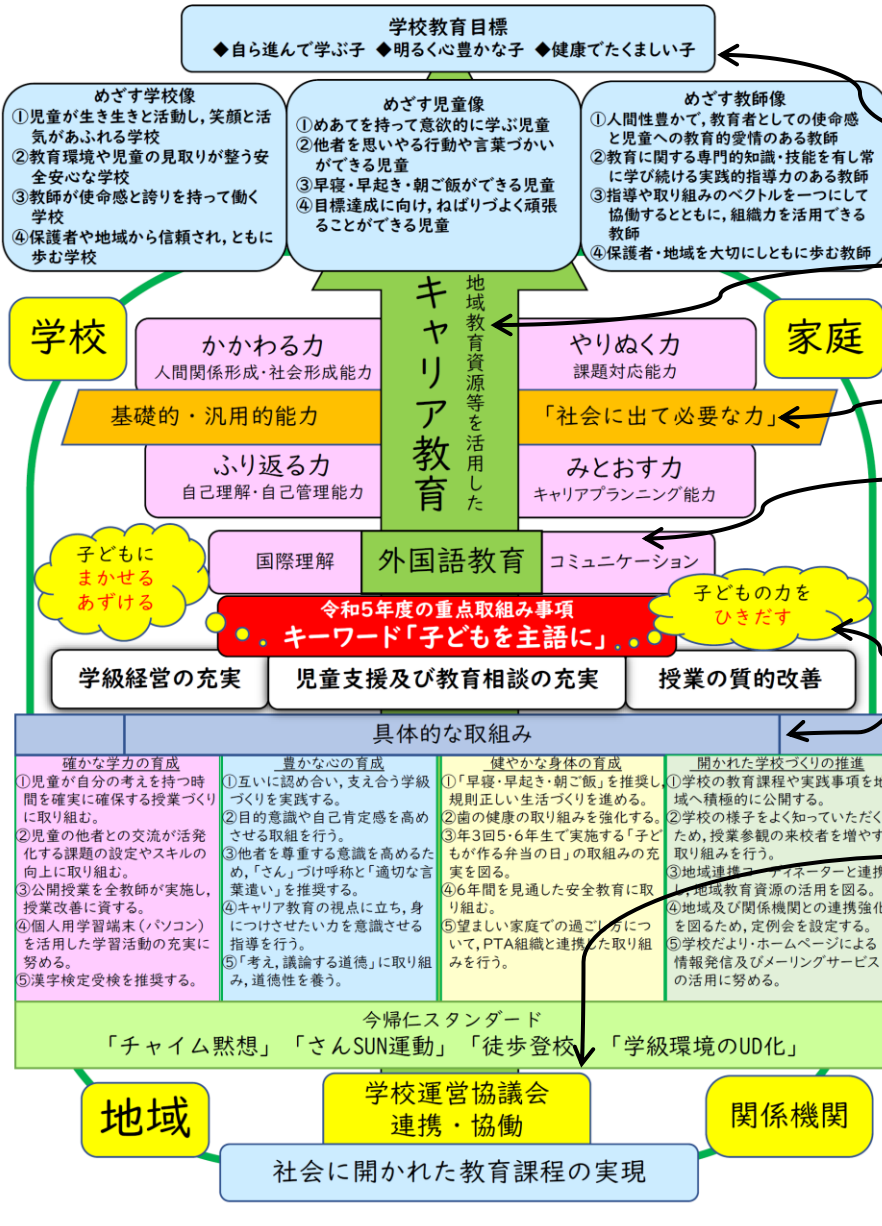 学校教育目標
◆自ら進んで学ぶ子 ◆明るく心豊かな子 ◆健康でたくましい子
めざす学校像
①児童が生き生きと活動し,笑顔と活
気があふれる学校
②教育環境や児童の見取りが整う安
全安心な学校
③教師が使命感と誇りを持って働く
学校
④保護者や地域から信頼され,ともに
歩む学校
めざす児童像
①めあてを持って意欲的に学ぶ児童
②他者を思いやる行動や言葉づかい
ができる児童
③早寝・早起き・朝ご飯ができる児童
④目標達成に向け,ねばりづよく頑張
ることができる児童
めざす教師像
①人間性豊かで,教育者としての使命感
と児童への教育的愛情のある教師
②教育に関する専門的知識・技能を有し常
に学び続ける実践的指導力のある教師
③指導や取り組みのベクトルを一つにして
協働するとともに,組織力を活用できる
教師
④保護者・地域を大切にしともに歩む教師
学校
家庭
地域教育資源等を活用した
キャリア教育
かかわる力
人間関係形成・社会形成能力
やりぬく力
課題対応能力
基礎的・汎用的能力
「社会に出て必要な力」
ふり返る力
自己理解・自己管理能力
みとおす力
キャリアプランニング能力
国際理解
外国語教育
コミュニケーション
子どもに
まかせる
あずける
子どもの力を
ひきだす
令和5年度の重点取組み事項
キーワード「子どもを主語に」
学級経営の充実
児童支援及び教育相談の充実
授業の質的改善
具体的な取組み
確かな学力の育成
①児童が自分の考えを持つ時
間を確実に確保する授業づくり
に取り組む。
②児童の他者との交流が活発
化する課題の設定やスキルの
向上に取り組む。
③公開授業を全教師が実施し,
授業改善に資する。
④個人用学習端末(パソコン)
を活用した学習活動の充実に
努める。
⑤漢字検定受検を推奨する。
豊かな心の育成
①互いに認め合い,支え合う学級
づくりを実践する。
②目的意識や自己肯定感を高め
させる取組を行う。
③他者を尊重する意識を高めるた
め,「さん」づけ呼称と「適切な言
葉遣い」を推奨する。
④キャリア教育の視点に立ち,身
につけさせたい力を意識させる
指導を行う。
⑤「考え,議論する道徳」に取り組
み,道徳性を養う。
健やかな身体の育成
①「早寝・早起き・朝ご飯」を推奨し,
規則正しい生活づくりを進める。
②歯の健康の取り組みを強化する。
③年3回5・6年生で実施する「子ど
もが作る弁当の日」の取組みの充
実を図る。
④6年間を見通した安全教育に取
り組む。
⑤望ましい家庭での過ごし方につ
いて,PTA組織と連携した取り組
みを行う。
開かれた学校づくりの推進
①学校の教育課程や実践事項を地
域へ積極的に公開する。
②学校の様子をよく知っていただく
ため,授業参観の来校者を増やす
取り組みを行う。
③地域連携コーディネーターと連携
し,地域教育資源の活用を図る。
④地域及び関係機関との連携強化
を図るため,定例会を設定する。
⑤学校だより・ホームページによる
情報発信及びメーリングサービス
の活用に努める。
今帰仁スタンダード
「チャイム黙想」「さんSUN運動」「徒歩登校」「学級環境のUD化」
地域
学校運営協議会
連携・協働
関係機関
社会に開かれた教育課程の実現